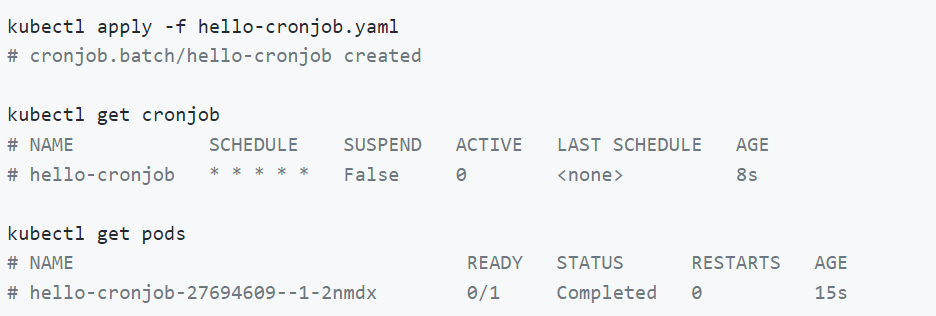 kubectl apply -f hello-cronjob.yaml
# cronjob.batch/hello-cronjob created
kubectl get cronjob
# NAME            SCHEDULE    SUSPEND   ACTIVE   LAST SCHEDULE   AGE
# hello-cronjob   * * * * *   False     0        <none>          8s
kubectl get pods
# NAME                                   READY   STATUS      RESTARTS   AGE
# hello-cronjob-27694609--1-2nmdx        0/1     Completed   0          15s